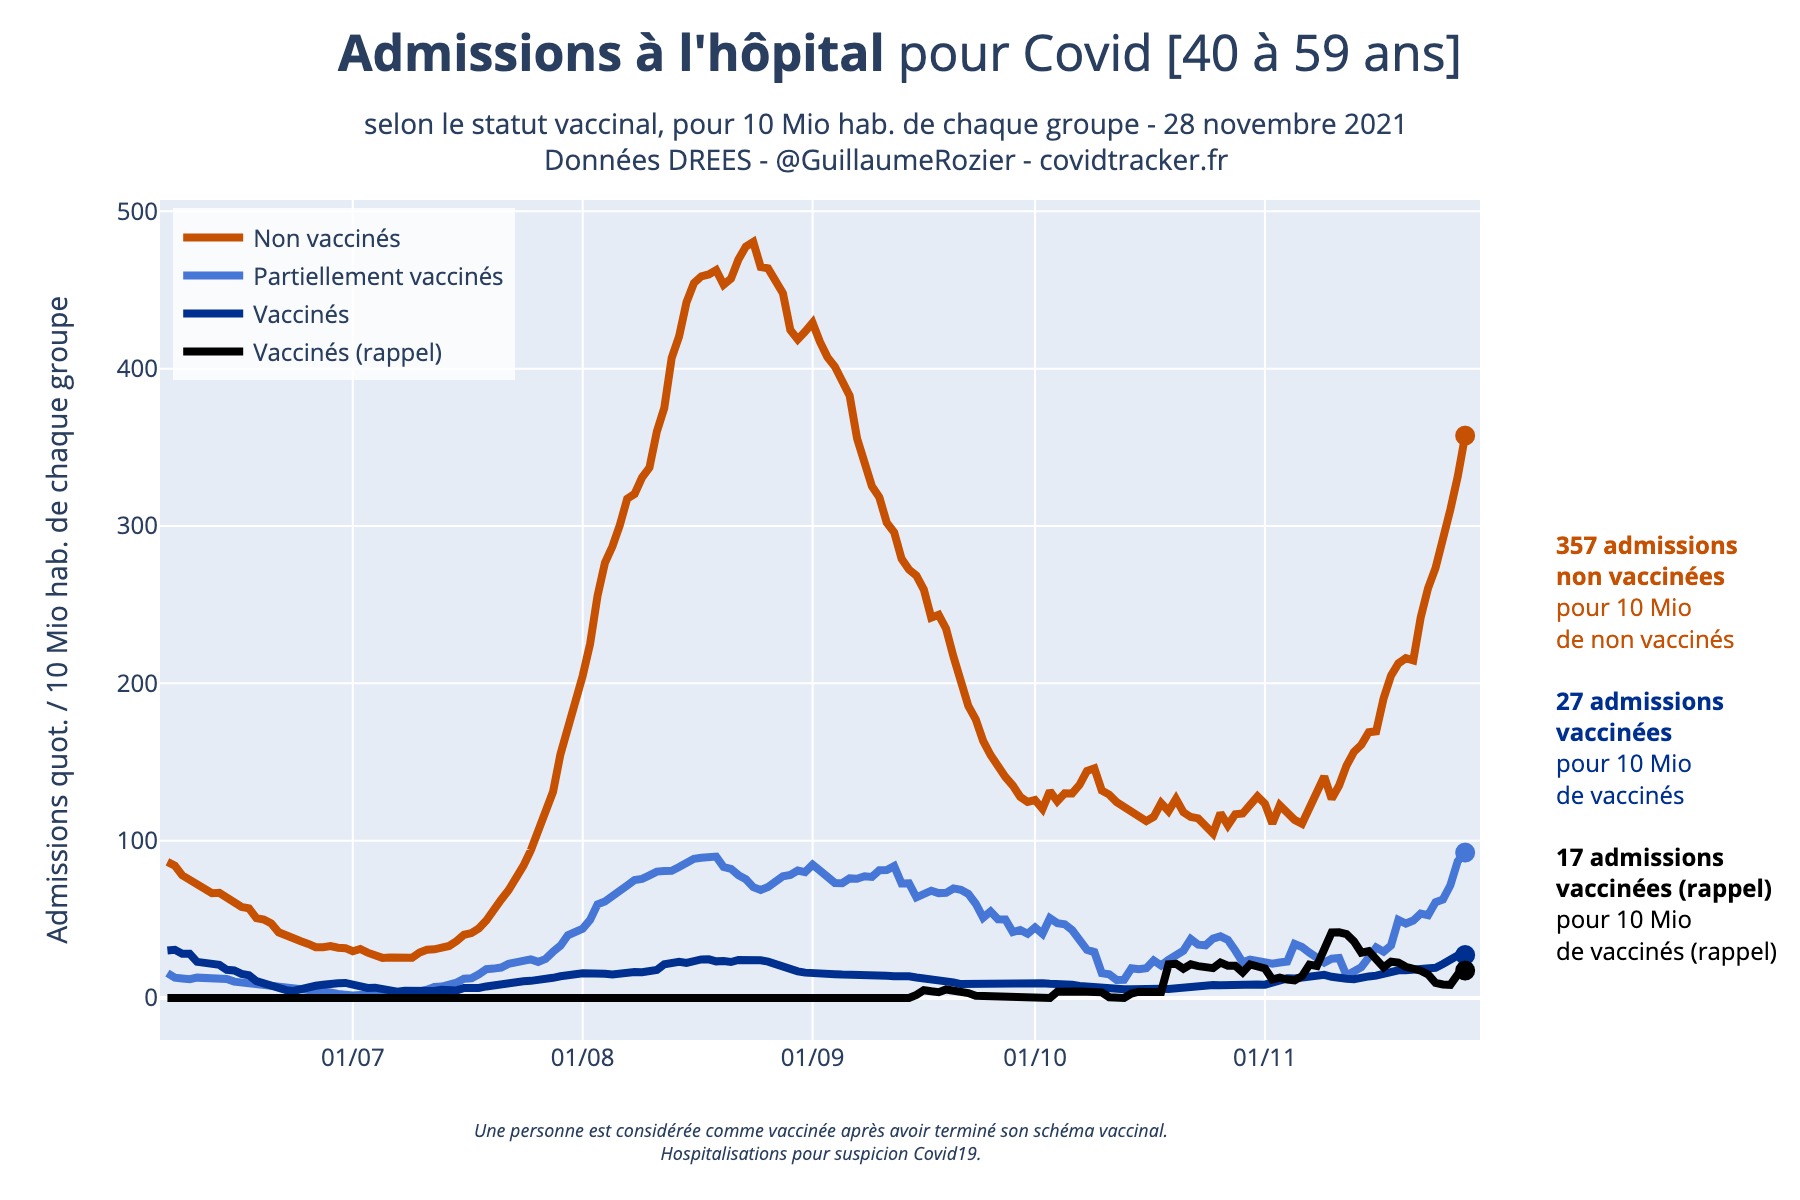 Admissions à l'hôpital pour Covid [40 à 59 ans]
selon le statut vaccinal, pour 10 Mio hab. de chaque groupe - 28 novembre 2021
Données DREES - @GuillaumeRozier - covidtracker.fr
Admissions quot. / 10 Mio hab. de chaque groupe
500
400
300
200
100
0
Non vaccinés
Partiellement vaccinés
Vaccinés
Vaccinés (rappel)
357 admissions
non vaccinées
pour 10 Mio
de non vaccinés
27 admissions
vaccinées
pour 10 Mio
de vaccinés
17 admissions
vaccinées (rappel)
pour 10 Mio
de vaccinés (rappel)
01/07
01/08
01/09
01/10
01/11
Une personne est considérée comme vaccinée après avoir terminé son schéma vaccinal.
Hospitalisations pour suspicion Covid19.